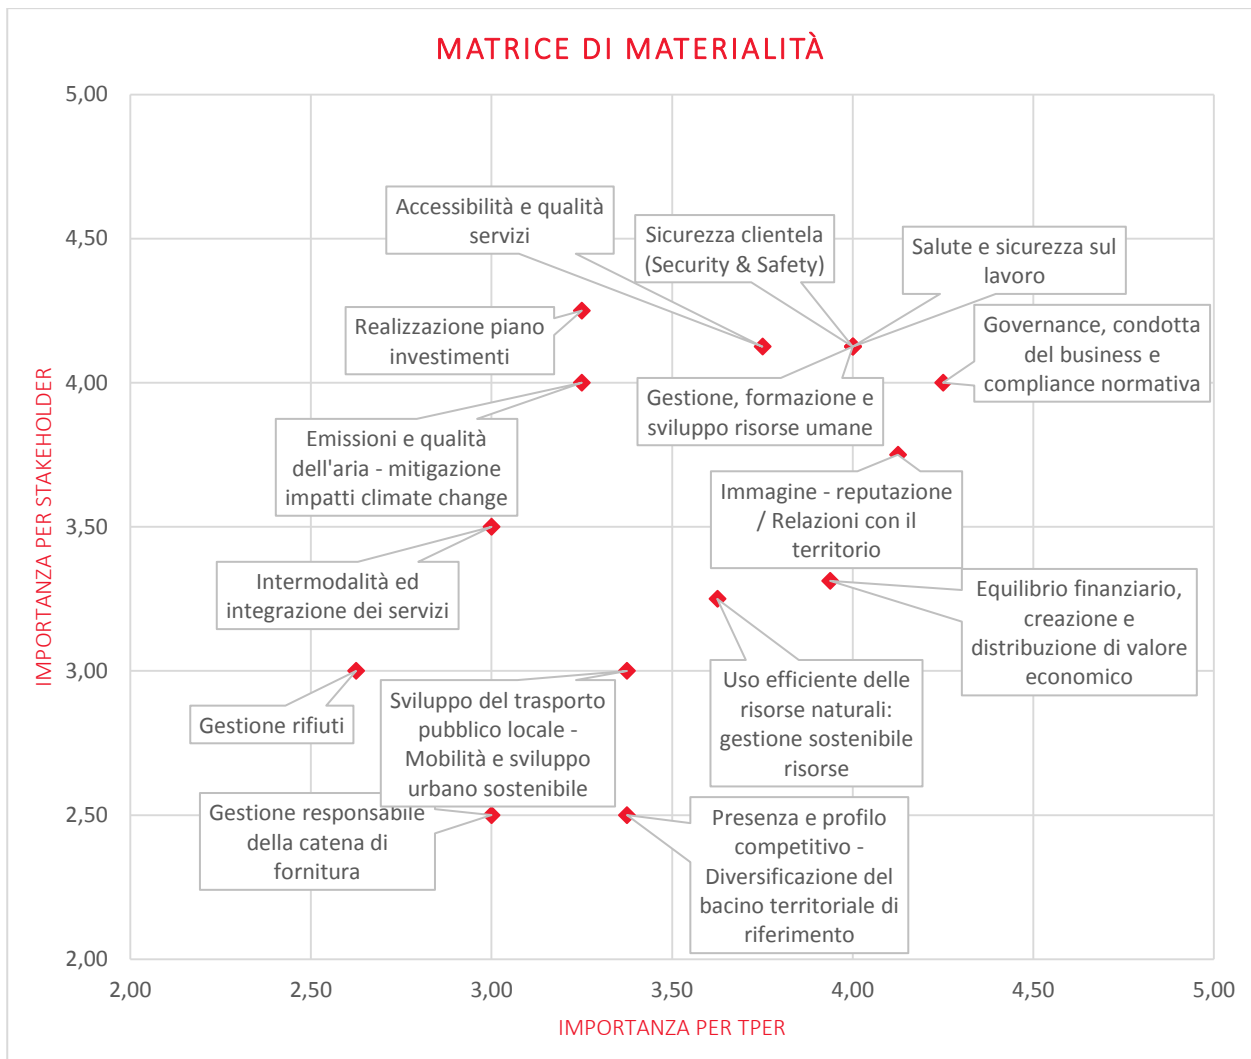 MATRICE DI MATERIALITÀ
5,00
4,50
4,00
3,50
3,00
2,50
2,00
IMPORTANZA PER STAKEHOLDER
Accessibilità e qualità
servizi
Sicurezza clientela
(Security & Safety)
Salute e sicurezza sul
lavoro
Realizzazione piano
investimenti
Governance, condotta
del business e
compliance normativa
Gestione, formazione e
sviluppo risorse umane
Emissioni e qualità
dell'aria - mitigazione
impatti climate change
Immagine - reputazione
/ Relazioni con il
territorio
Intermodalità ed
integrazione dei servizi
Equilibrio finanziario,
creazione e
distribuzione di valore
economico
Gestione rifiuti
Sviluppo del trasporto
pubblico locale -
Mobilità e sviluppo
urbano sostenibile
Uso efficiente delle
risorse naturali:
gestione sostenibile
risorse
Gestione responsabile
della catena di
fornitura
Presenza e profilo
competitivo -
Diversificazione del
bacino territoriale di
riferimento
2,00
2,50
3,00
3,50
4,00
4,50
5,00
IMPORTANZA PER TPER